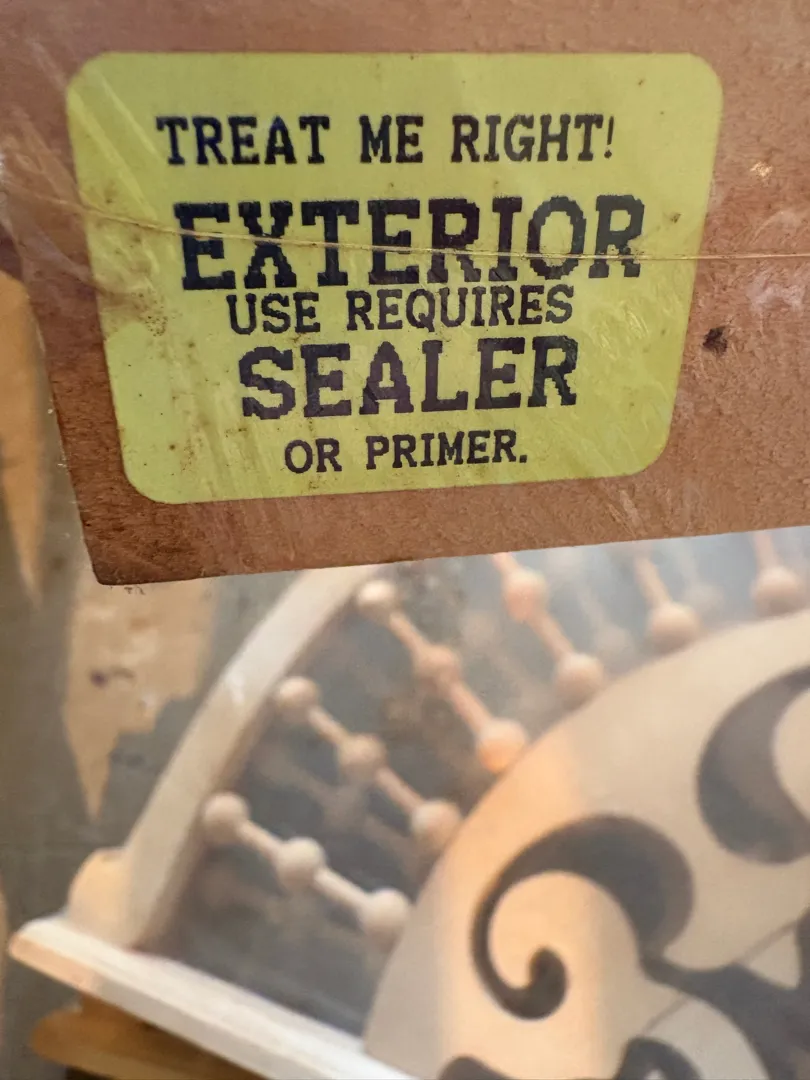 TREAT ME RIGHT!
EXTERIOR
USE REQUIRES
SEALER
OR PRIMER.